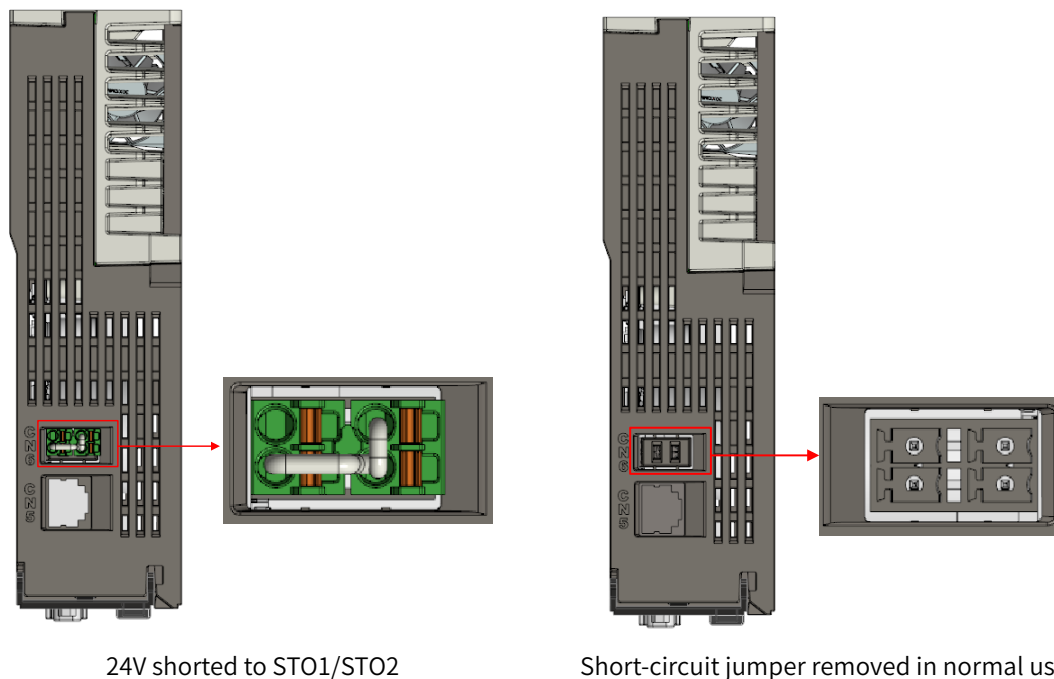 CN6
CN5
CN6
CN5
24V shorted to STO1/STO2
Short-circuit jumper removed in normal us